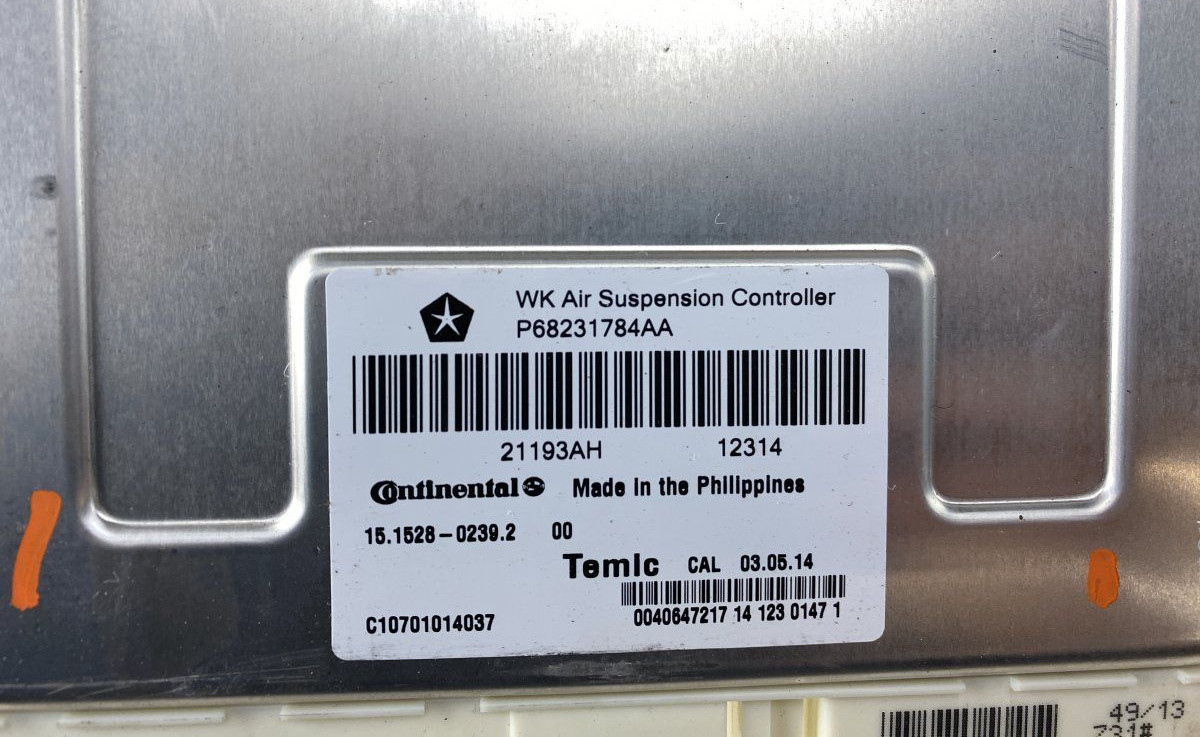 WK Air Suspension Controller
P68231784AA
21193AH 12314
Continental Made in the Philippines
15.1528-0239.2 00
Temic CAL 03.05.14
C10701014037 0040647217 14 123 0147 1
49/13
731#